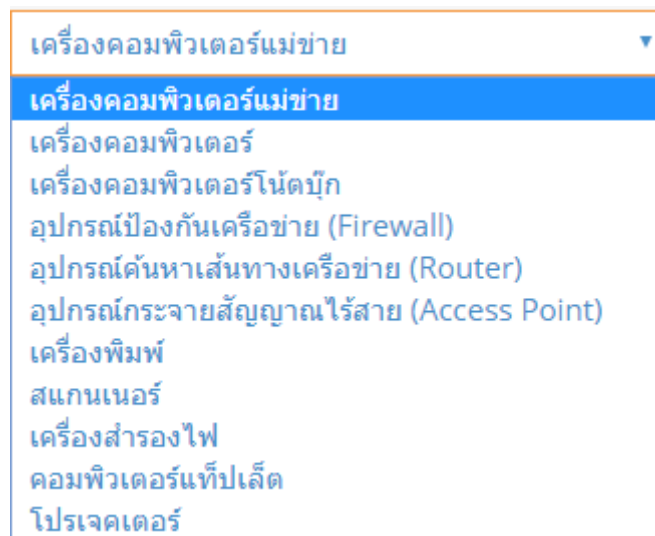 เครื่องคอมพิวเตอร์แม่ข่าย
เครื่องคอมพิวเตอร์แม่ข่าย
เครื่องคอมพิวเตอร์
เครื่องคอมพิวเตอร์โน้ตบุ๊ก
อุปกรณ์ป้องกันเครือข่าย (Firewall)
อุปกรณ์ค้นหาเส้นทางเครือข่าย (Router)
อุปกรณ์กระจายสัญญาณไร้สาย (Access Point)
เครื่องพิมพ์
สแกนเนอร์
เครื่องสำรองไฟ
คอมพิวเตอร์แท็ปเล็ต
โปรเจคเตอร์